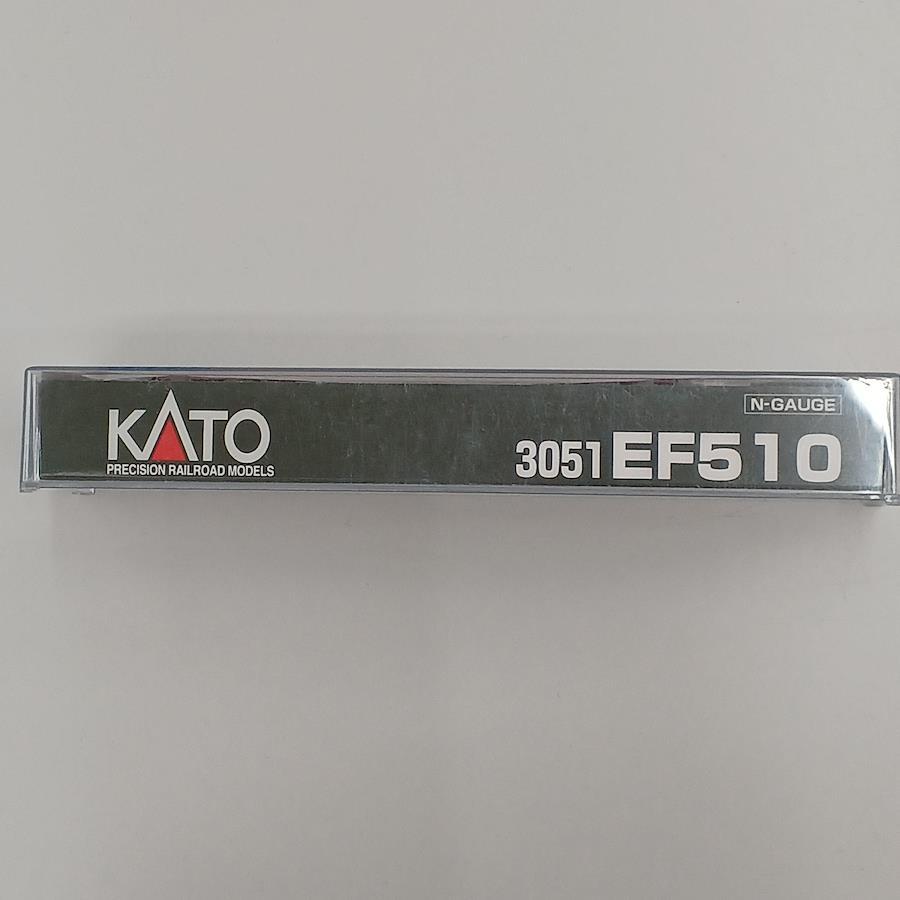 KATO
PRECISION RAILROAD MODELS
N-GAUGE
3051 EF510